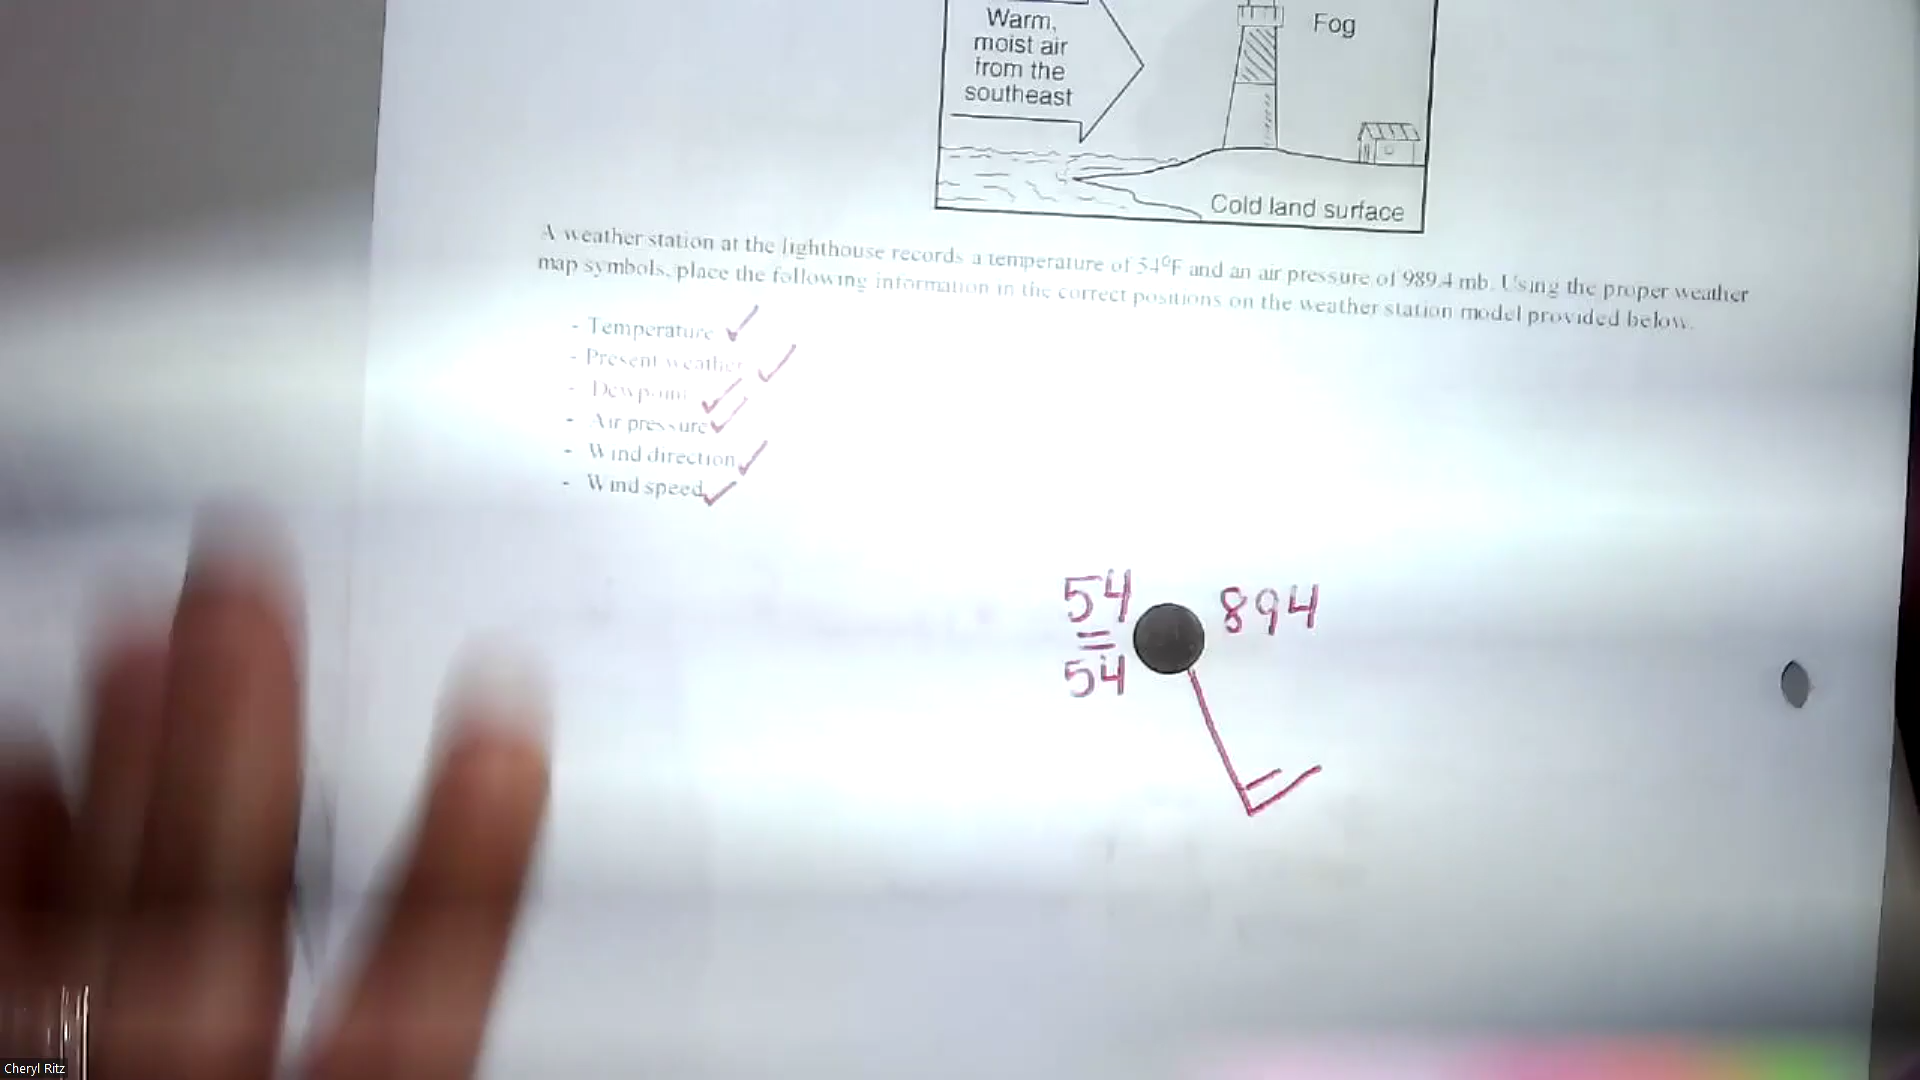 Warm,
moist air
from the
southeast
Fog
Cold land surface
A weather station at the lighthouse records a temperature of 54°F and an air pressure of 989.4 mb. Using the proper weather
map symbols, place the following information in the correct positions on the weather station model provided below.
- Temperature
- Present weather
- Dewpoint
- Air pressure
- Wind direction
- Wind speed
54
894
54
Cheryl Ritz